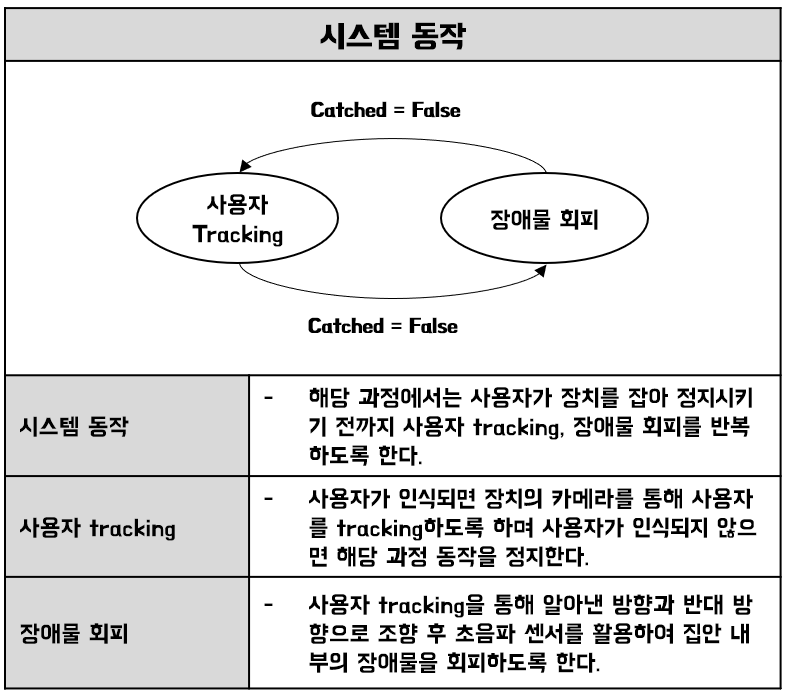 시스템 동작
Catched = False
사용자
Tracking
장애물 회피
Catched = False
시스템 동작
- 해당 과정에서는 사용자가 장치를 잡아 정지시키
기 전까지 사용자 tracking, 장애물 회피를 반복
하도록 한다.
사용자 tracking
- 사용자가 인식되면 장치의 카메라를 통해 사용자
를 tracking하도록 하며 사용자가 인식되지 않으
면 해당 과정 동작을 정지한다.
장애물 회피
- 사용자 tracking을 통해 알아낸 방향과 반대 방
향으로 조향 후 초음파 센서를 활용하여 집안 내
부의 장애물을 회피하도록 한다.